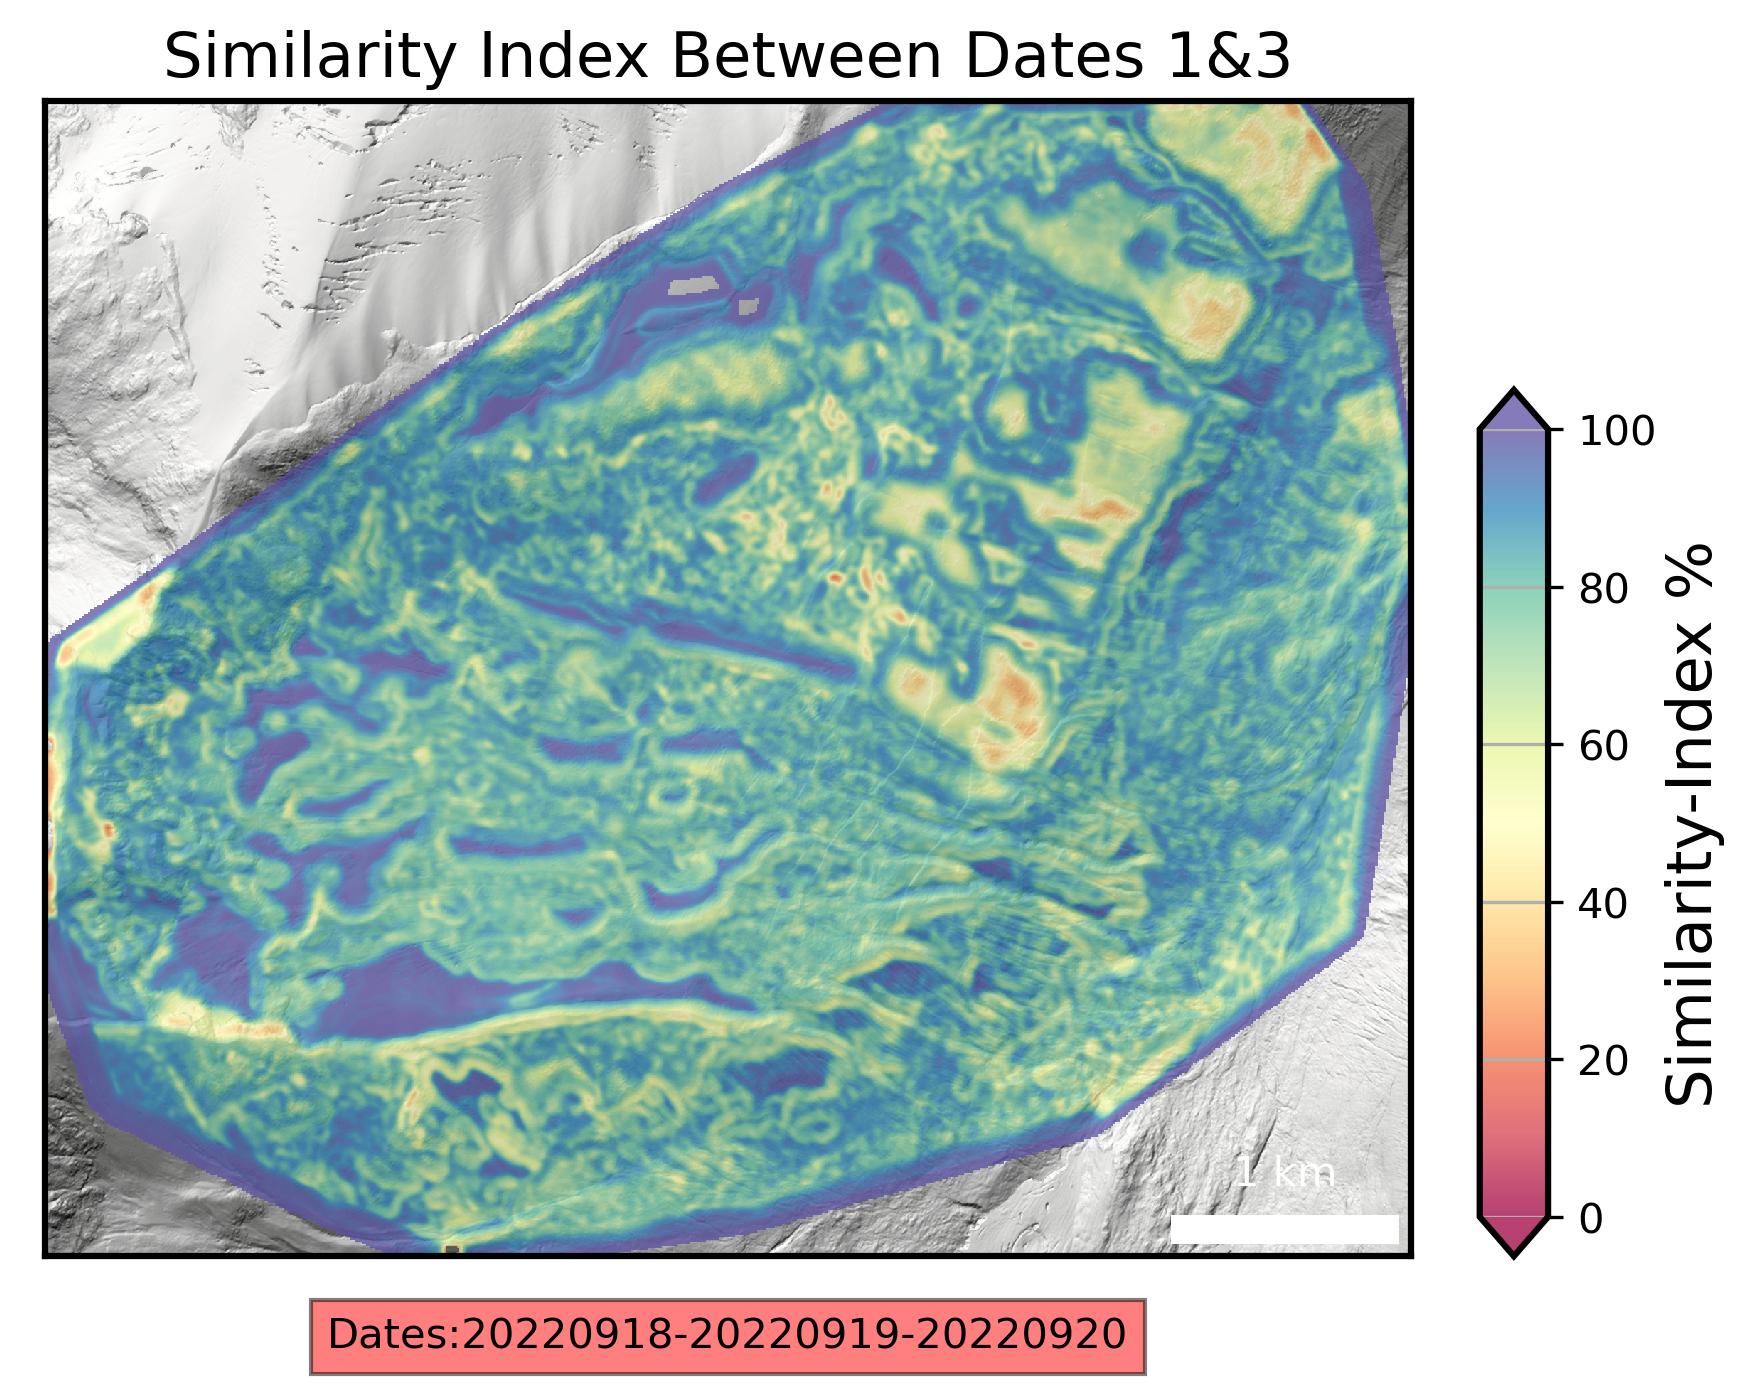 Similarity Index Between Dates 1&3
100
80
60
40
20
0
Similarity-Index %
1 km
Dates:20220918-20220919-20220920